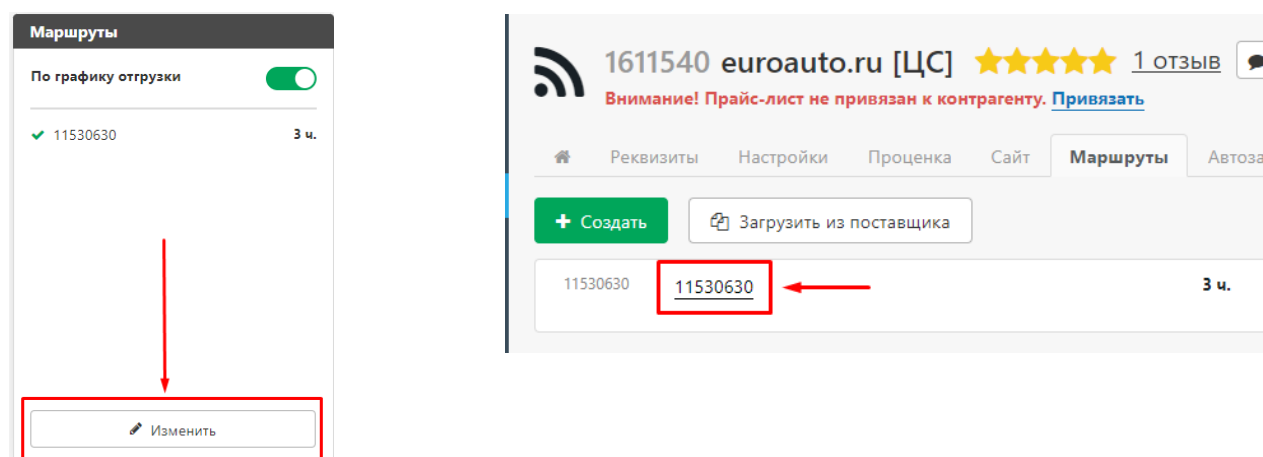 Маршруты
По графику отгрузки
11530630 3 ч.
Изменить
1611540 euroauto.ru [ЦС] 1 отзыв
Внимание! Прайс-лист не привязан к контрагенту. Привязать
Реквизиты Настройки Проценка Сайт Маршруты Автоза
Создать Загрузить из поставщика
11530630 11530630 3 ч.